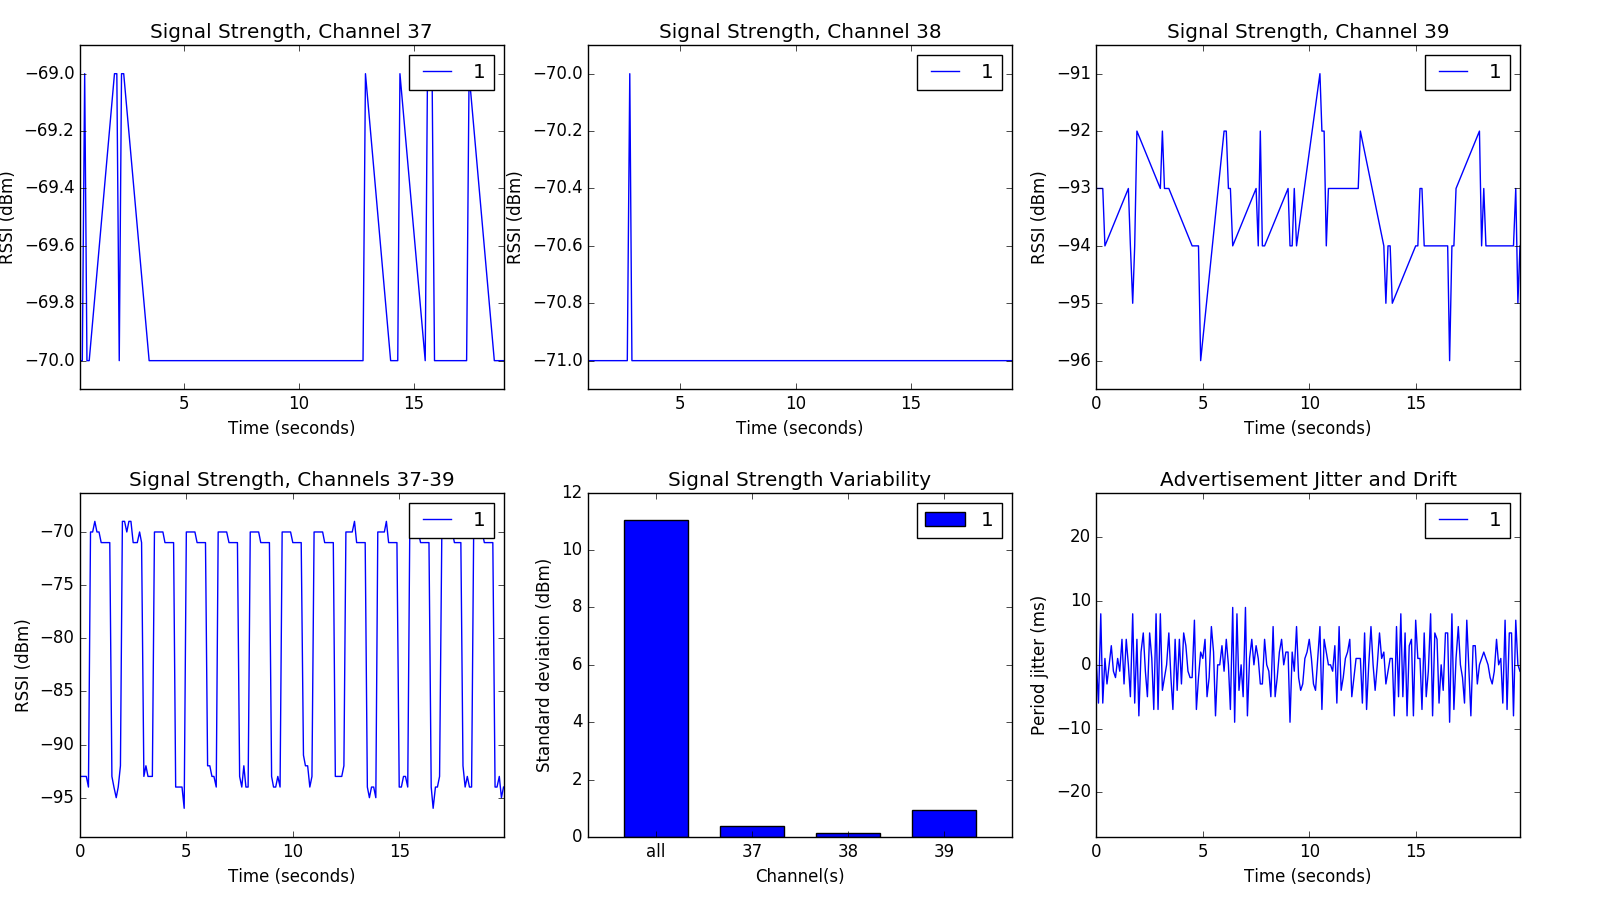 Signal Strength, Channel 37
1
−69.0
−69.2
−69.4
−69.6
−69.8
−70.0
RSSI (dBm)
5 10 15
Time (seconds)
Signal Strength, Channel 38
1
−70.0
−70.2
−70.4
−70.6
−70.8
−71.0
RSSI (dBm)
5 10 15
Time (seconds)
Signal Strength, Channel 39
1
−91
−92
−93
−94
−95
−96
RSSI (dBm)
0 5 10 15
Time (seconds)
Signal Strength, Channels 37-39
1
−70
−75
−80
−85
−90
−95
RSSI (dBm)
0 5 10 15
Time (seconds)
Signal Strength Variability
1
12
10
8
6
4
2
0
Standard deviation (dBm)
all 37 38 39
Channel(s)
Advertisement Jitter and Drift
1
20
10
0
−10
−20
Period jitter (ms)
0 5 10 15
Time (seconds)